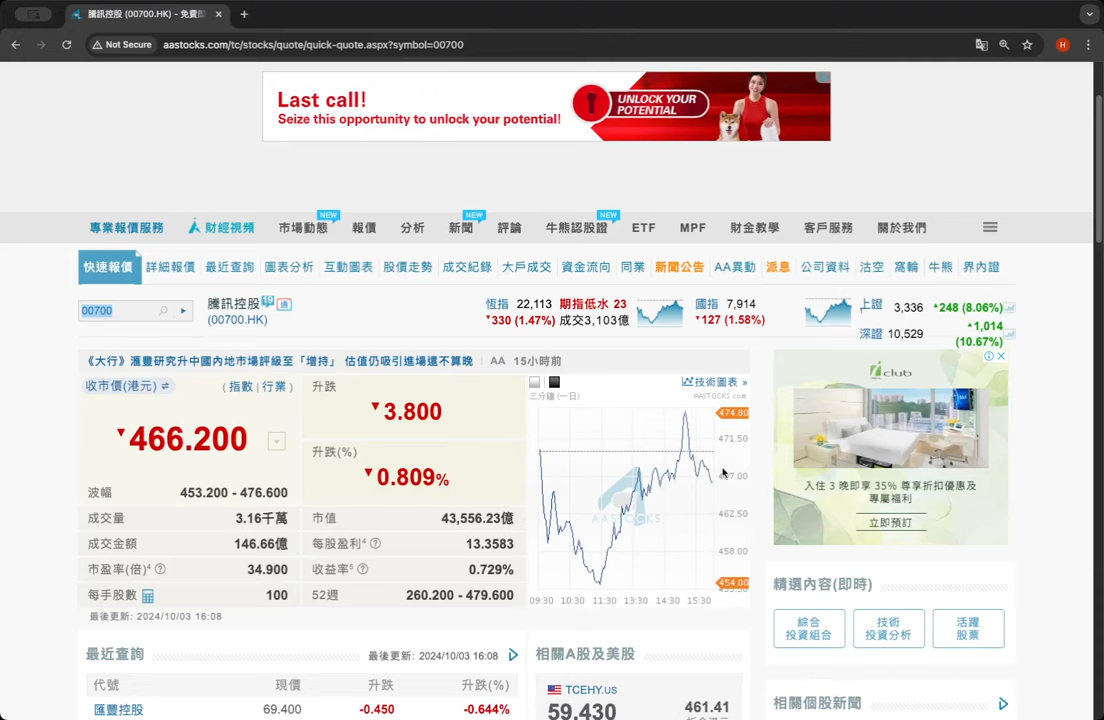 騰訊控股 (00700.HK) - 免費
Not Secure
aastocks.com/tc/stocks/quote/quick-quote.aspx?symbol=00700
H
Last call!
Seize this opportunity to unlock your potential!
UNLOCK YOUR
POTENTIAL
專業報價服務 財經視頻 市場動態 NEW 報價 分析 新聞 NEW 評論 牛熊認股證 NEW ETF MPF 財金教學 客戶服務 關於我們
快速報價 詳細報價 最近查詢 圖表分析 互動圖表 股價走勢 成交紀錄 大戶成交 資金流向 同業 新聞公告 AA異動 派息 公司資料 沽空 窩輪 牛熊 界內證
00700
騰訊控股
(00700.HK)
恆指 22,113 期指低水 23
▼330 (1.47%) 成交3,103億
國指 7,914
▼127 (1.58%)
上證 3,336 ▲248 (8.06%)
深證 10,529 ▲1,014
(10.67%)
《大行》滙豐研究升中國內地市場評級至「增持」 估值仍吸引進場還不算晚 AA 15小時前
收市價(港元) ⇌ ( 指數 | 行業 )
▼466.200
升跌
▼3.800
升跌(%)
▼0.809%
波幅 453.200 - 476.600
成交量 3.16千萬
市值 43,556.23億
成交金額 146.66億
每股盈利4 13.3583
市盈率(倍)4 34.900
收益率5 0.729%
每手股數 100
52週 260.200 - 479.600
最後更新: 2024/10/03 16:08
技術圖表 »
三分鐘 (一日)
AASTOCKS.com
474.80
471.50
AASTOCKS
462.50
458.00
454.00
09:30 10:30 11:30 13:30 14:30 15:30
club
入住 3 晚即享 35% 尊享折扣優惠及
專屬福利
立即預訂
精選內容(即時)
綜合
投資組合
技術
投資分析
活躍
股票
最近查詢 最後更新: 2024/10/03 16:08
代號 現價 升跌 升跌(%)
匯豐控股 69.400 -0.450 -0.644%
相關A股及美股
TCEHY.US
59.430 461.41
相關個股新聞